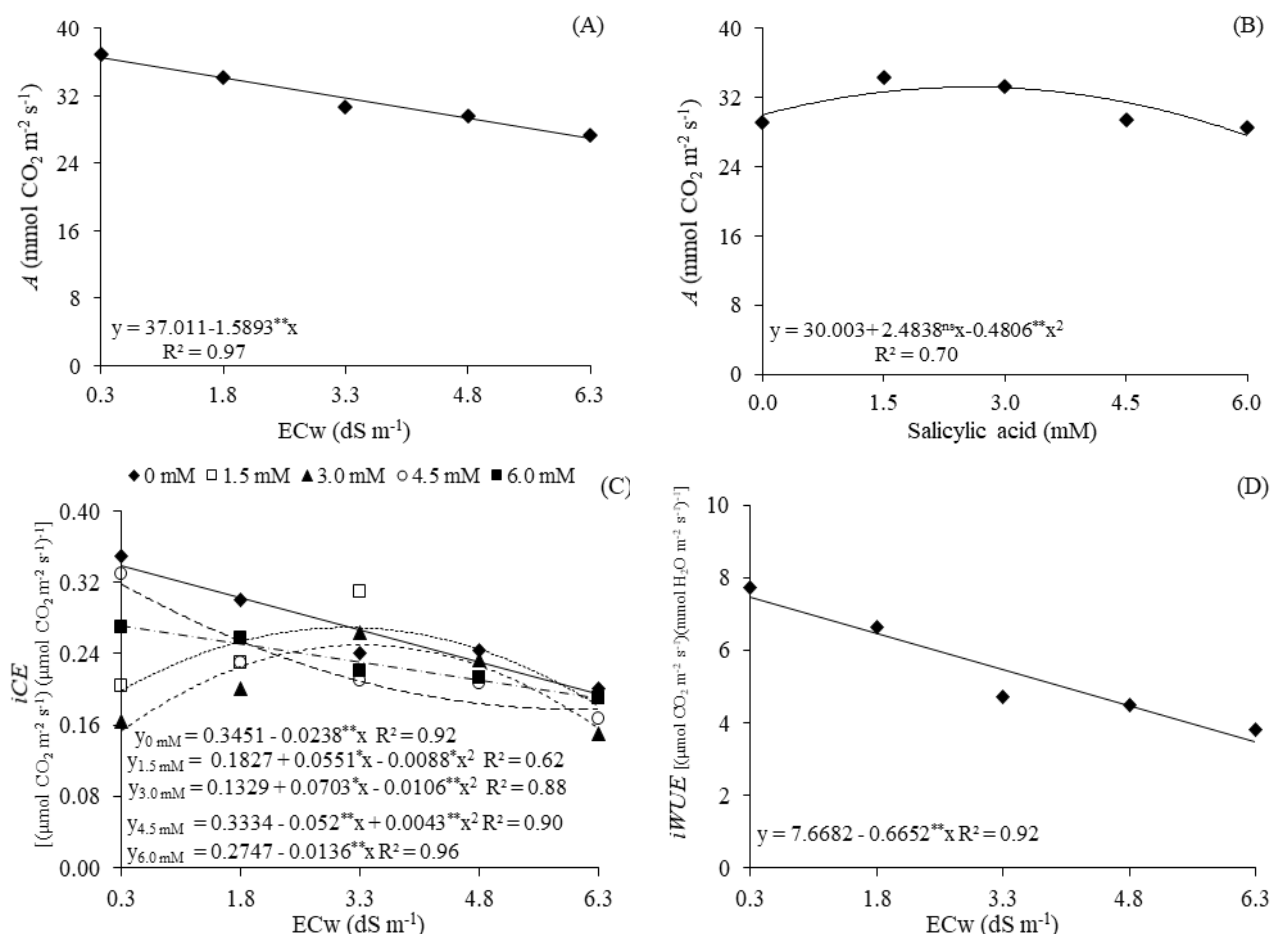 (A)
40
32
24
16
8
0
A (mmol CO₂ m⁻² s⁻¹)
y = 37.011-1.5893**x
R² = 0.97
0.3 1.8 3.3 4.8 6.3
ECw (dS m⁻¹)
(B)
40
32
24
16
8
0
A (mmol CO₂ m⁻² s⁻¹)
y = 30.003+ 2.4838ⁿˢx-0.4806**x²
R² = 0.70
0.0 1.5 3.0 4.5 6.0
Salicylic acid (mM)
0 mM 1.5 mM 3.0 mM 4.5 mM 6.0 mM
(C)
0.40
0.32
0.24
0.16
0.08
0.00
iCE
[(µmol CO₂ m⁻² s⁻¹) (µmol CO₂ m⁻² s⁻¹)⁻¹]
y₀ mM = 0.3451 - 0.0238**x R² = 0.92
y₁.₅ mM = 0.1827 + 0.0551*x - 0.0088*x² R² = 0.62
y₃.₀ mM = 0.1329 + 0.0703*x - 0.0106**x² R² = 0.88
y₄.₅ mM = 0.3334 - 0.052**x + 0.0043**x² R² = 0.90
y₆.₀ mM = 0.2747 - 0.0136**x R² = 0.96
0.3 1.8 3.3 4.8 6.3
ECw (dS m⁻¹)
(D)
10
8
6
4
2
0
iWUE [(µmol CO₂ m⁻² s⁻¹)(mmol H₂O m⁻² s⁻¹)⁻¹]
y = 7.6682 - 0.6652**x R² = 0.92
0.3 1.8 3.3 4.8 6.3
ECw (dS m⁻¹)